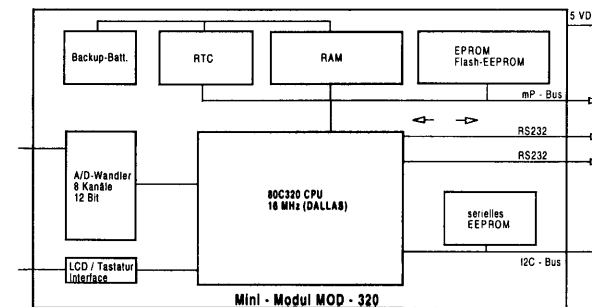 5 VD
Backup-Batt.
RTC
RAM
EPROM
Flash-EEPROM
mP - Bus
RS232
RS232
A/D-Wandler
8 Kanäle
12 Bit
80C320 CPU
16 MHz (DALLAS)
serielles
EEPROM
LCD / Tastatur
Interface
I2C - Bus
Mini - Modul MOD - 320